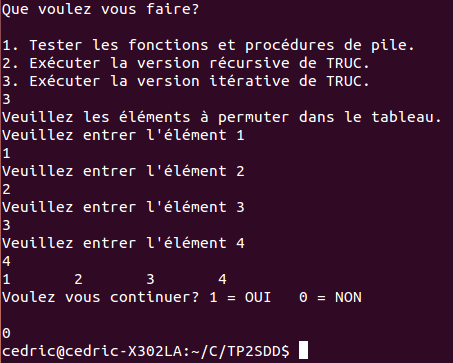 Que voulez vous faire?
1. Tester les fonctions et procédures de pile.
2. Exécuter la version récursive de TRUC.
3. Exécuter la version itérative de TRUC.
3
Veuillez les éléments à permuter dans le tableau.
Veuillez entrer l'élément 1
1
Veuillez entrer l'élément 2
2
Veuillez entrer l'élément 3
3
Veuillez entrer l'élément 4
4
1 2 3 4
Voulez vous continuer? 1 = OUI 0 = NON
0
cedric@cedric-X302LA:~/C/TP2SDD$